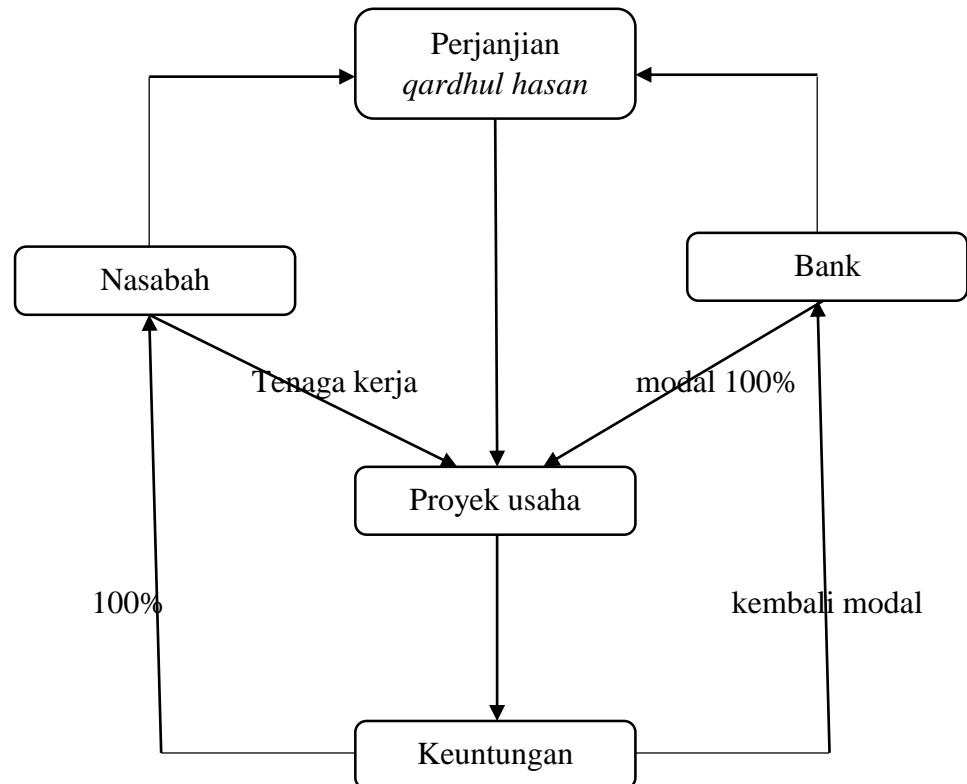 Perjanjian
qardhul hasan
Nasabah
Bank
Tenaga kerja
modal 100%
Proyek usaha
100%
kembali modal
Keuntungan